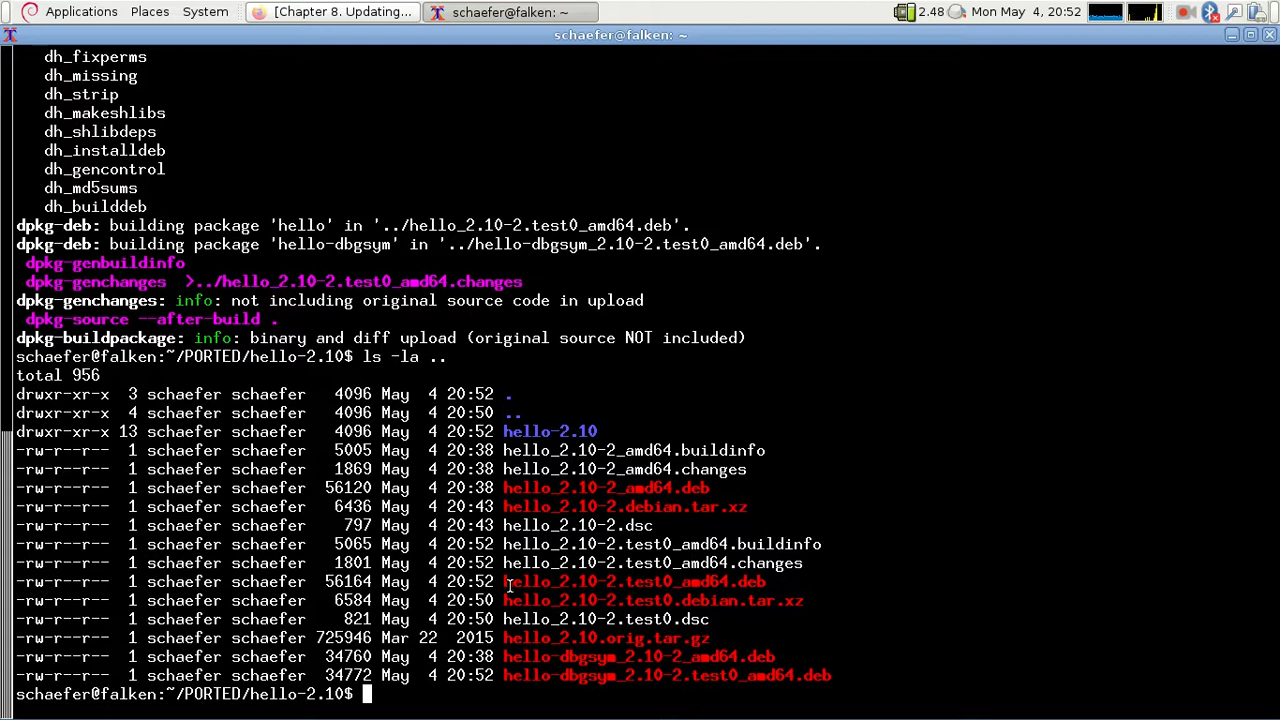 Applications Places System [Chapter 8. Updating... schaefer@falken: ~ 2.48 Mon May 4, 20:52
schaefer@falken: ~
dh_fixperms
dh_missing
dh_strip
dh_makeshlibs
dh_shlibdeps
dh_installdeb
dh_gencontrol
dh_md5sums
dh_builddeb
dpkg-deb: building package 'hello' in '../hello_2.10-2.test0_amd64.deb'.
dpkg-deb: building package 'hello-dbgsym' in '../hello-dbgsym_2.10-2.test0_amd64.deb'.
dpkg-genbuildinfo
dpkg-genchanges >../hello_2.10-2.test0_amd64.changes
dpkg-genchanges: info: not including original source code in upload
dpkg-source --after-build .
dpkg-buildpackage: info: binary and diff upload (original source NOT included)
schaefer@falken:~/PORTED/hello-2.10$ ls -la ..
total 956
drwxr-xr-x 3 schaefer schaefer 4096 May 4 20:52 .
drwxr-xr-x 4 schaefer schaefer 4096 May 4 20:50 ..
drwxr-xr-x 13 schaefer schaefer 4096 May 4 20:52 hello-2.10
-rw-r--r-- 1 schaefer schaefer 5005 May 4 20:38 hello_2.10-2_amd64.buildinfo
-rw-r--r-- 1 schaefer schaefer 1869 May 4 20:38 hello_2.10-2_amd64.changes
-rw-r--r-- 1 schaefer schaefer 56120 May 4 20:38 hello_2.10-2_amd64.deb
-rw-r--r-- 1 schaefer schaefer 6436 May 4 20:43 hello_2.10-2.debian.tar.xz
-rw-r--r-- 1 schaefer schaefer 797 May 4 20:43 hello_2.10-2.dsc
-rw-r--r-- 1 schaefer schaefer 5065 May 4 20:52 hello_2.10-2.test0_amd64.buildinfo
-rw-r--r-- 1 schaefer schaefer 1801 May 4 20:52 hello_2.10-2.test0_amd64.changes
-rw-r--r-- 1 schaefer schaefer 56164 May 4 20:52 hello_2.10-2.test0_amd64.deb
-rw-r--r-- 1 schaefer schaefer 6584 May 4 20:50 hello_2.10-2.test0.debian.tar.xz
-rw-r--r-- 1 schaefer schaefer 821 May 4 20:50 hello_2.10-2.test0.dsc
-rw-r--r-- 1 schaefer schaefer 725946 Mar 22 2015 hello_2.10.orig.tar.gz
-rw-r--r-- 1 schaefer schaefer 34760 May 4 20:38 hello-dbgsym_2.10-2_amd64.deb
-rw-r--r-- 1 schaefer schaefer 34772 May 4 20:52 hello-dbgsym_2.10-2.test0_amd64.deb
schaefer@falken:~/PORTED/hello-2.10$